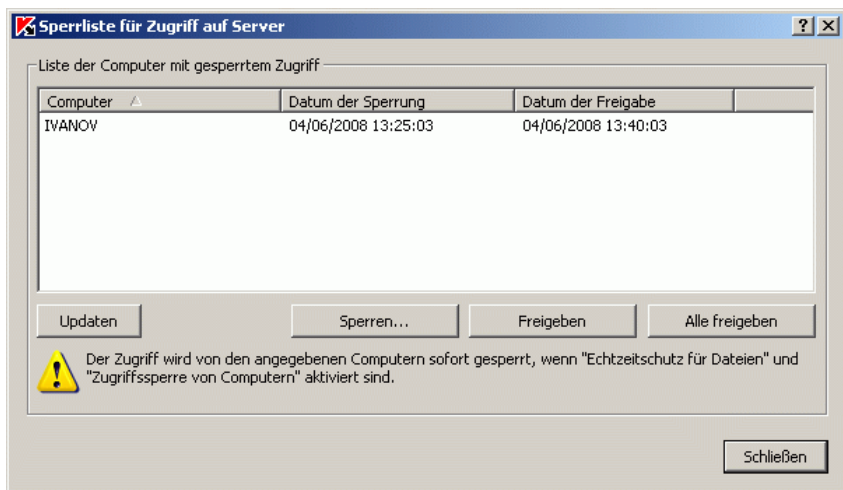 Sperrliste für Zugriff auf Server
Liste der Computer mit gesperrtem Zugriff
Computer Datum der Sperrung Datum der Freigabe
IVANOV 04/06/2008 13:25:03 04/06/2008 13:40:03
Updaten Sperren... Freigeben Alle freigeben
Der Zugriff wird von den angegebenen Computern sofort gesperrt, wenn "Echtzeitschutz für Dateien" und
"Zugriffssperre von Computern" aktiviert sind.
Schließen